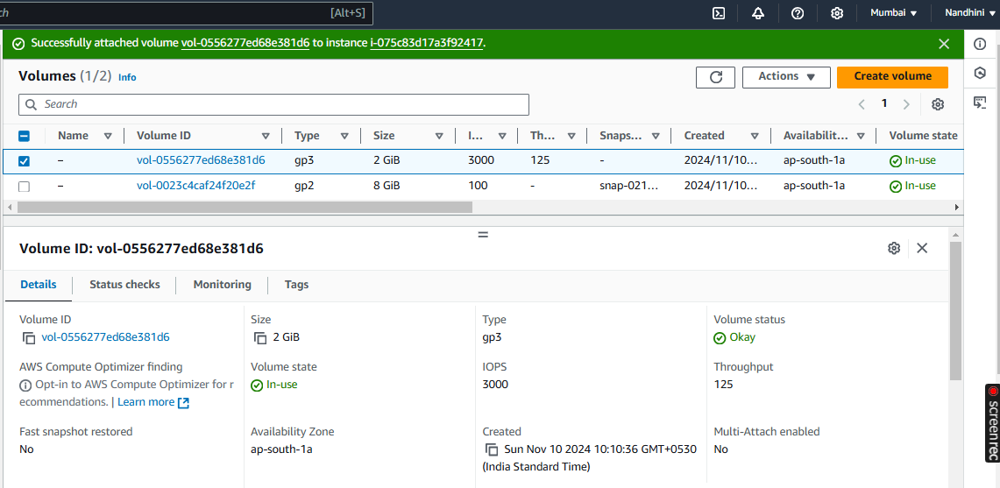 ch [Alt+S] Mumbai ▼ Nandhini ▼
Successfully attached volume vol-0556277ed68e381d6 to instance i-075c83d17a3f92417.
Volumes (1/2) Info Actions ▼ Create volume
Search 1
Name Volume ID Type Size I... Th... Snaps... Created Availabilit... Volume state
– vol-0556277ed68e381d6 gp3 2 GiB 3000 125 - 2024/11/10... ap-south-1a In-use
– vol-0023c4caf24f20e2f gp2 8 GiB 100 - snap-021... 2024/11/10... ap-south-1a In-use
Volume ID: vol-0556277ed68e381d6
Details Status checks Monitoring Tags
Volume ID Size Type Volume status
vol-0556277ed68e381d6 2 GiB gp3 Okay
AWS Compute Optimizer finding Volume state IOPS Throughput
Opt-in to AWS Compute Optimizer for r In-use 3000 125
ecommendations. | Learn more
Fast snapshot restored Availability Zone Created Multi-Attach enabled
No ap-south-1a Sun Nov 10 2024 10:10:36 GMT+0530 No
(India Standard Time)
screenrec